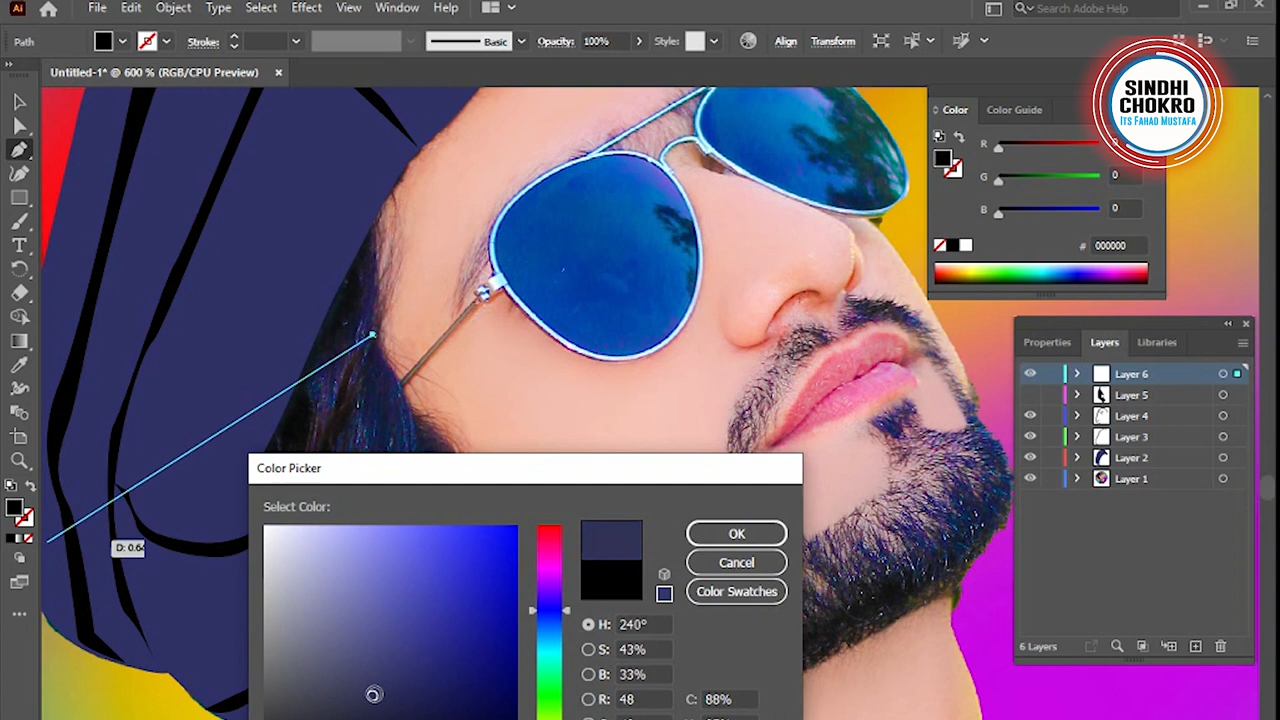 Ai File Edit Object Type Select Effect View Window Help Search Adobe Help
Path Stroke: Basic Opacity: 100% Style: Align Transform
Untitled-1* @ 600 % (RGB/CPU Preview) ×
SINDHI
CHOKRO
ITS FAHAD MUSTAFA
Color Color Guide
R
G 0
B 0
# 000000
Properties Layers Libraries
Layer 6
Layer 5
Layer 4
Layer 3
Layer 2
Layer 1
6 Layers
D: 0.64
Color Picker
Select Color:
OK
Cancel
Color Swatches
H: 240°
S: 43%
B: 33%
R: 48 C: 88%